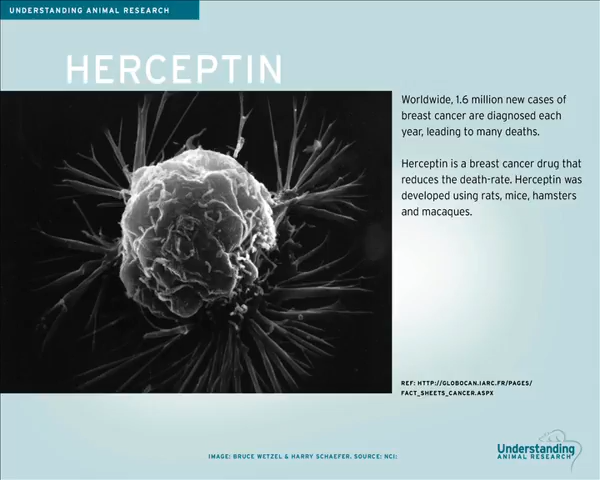 UNDERSTANDING ANIMAL RESEARCH
HERCEPTIN
Worldwide, 1.6 million new cases of
breast cancer are diagnosed each
year, leading to many deaths.
Herceptin is a breast cancer drug that
reduces the death-rate. Herceptin was
developed using rats, mice, hamsters
and macaques.
REF: HTTP://GLOBOCAN.IARC.FR/PAGES/
FACT_SHEETS_CANCER.ASPX
IMAGE: BRUCE WETZEL & HARRY SCHAEFER. SOURCE: NCI:
Understanding
ANIMAL RESEARCH